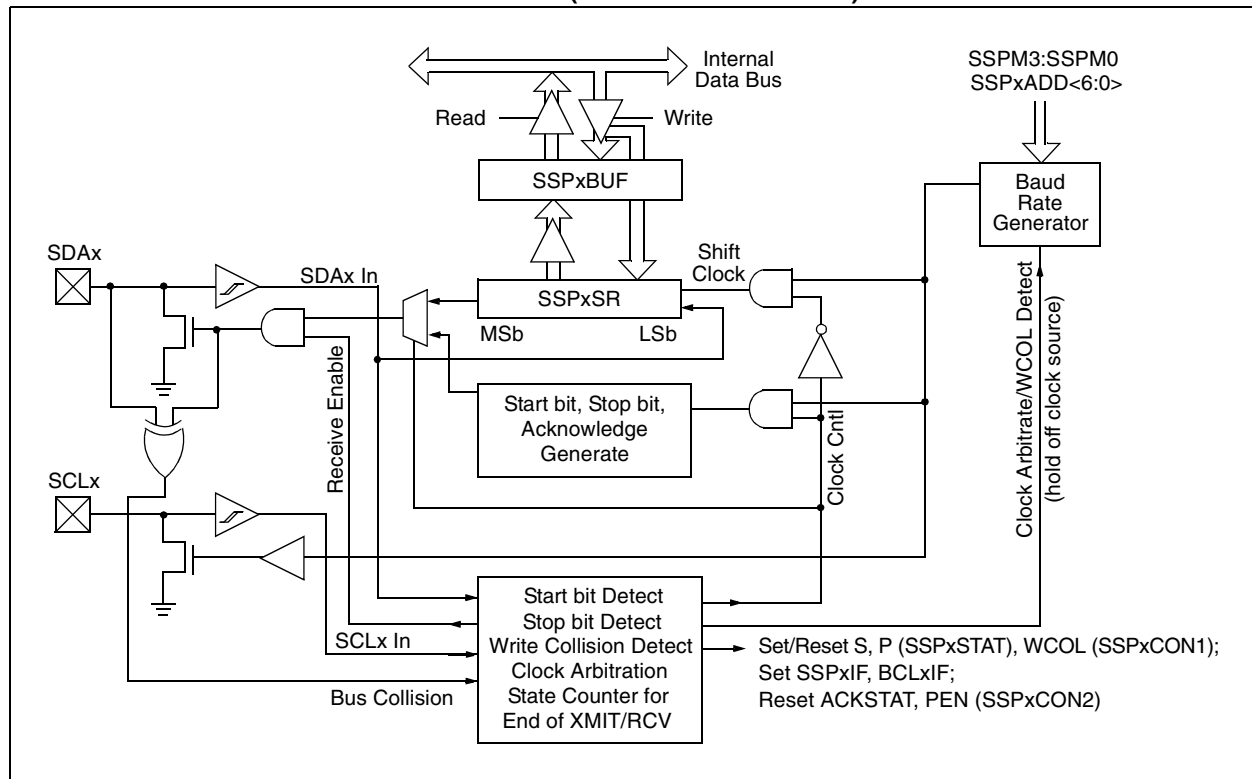 Internal
Data Bus
SSPM3:SSPM0
SSPxADD<6:0>
Read
Write
SSPxBUF
Baud
Rate
Generator
SDAx
SDAx In
Shift
Clock
SSPxSR
MSb
LSb
Start bit, Stop bit,
Acknowledge
Generate
Receive Enable
Clock Cntl
Clock Arbitrate/WCOL Detect
(hold off clock source)
SCLx
SCLx In
Bus Collision
Start bit Detect
Stop bit Detect
Write Collision Detect
Clock Arbitration
State Counter for
End of XMIT/RCV
Set/Reset S, P (SSPxSTAT), WCOL (SSPxCON1);
Set SSPxIF, BCLxIF;
Reset ACKSTAT, PEN (SSPxCON2)